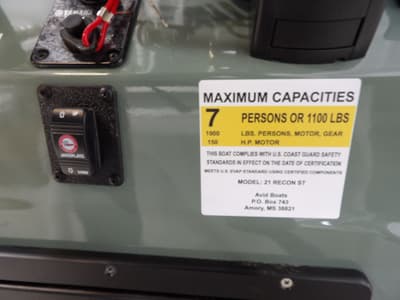 MAXIMUM CAPACITIES
7 PERSONS OR 1100 LBS
LBS. PERSONS, MOTOR, GEAR
150 H.P. MOTOR
THIS BOAT COMPLIES WITH U.S. COAST GUARD SAFETY
STANDARDS IN EFFECT ON THE DATE OF CERTIFICATION
MEETS U.S. EVAP STANDARD USING CERTIFIED COMPONENTS
MODEL: 21 RECON ST
Avid Boats
P.O. Box 743
Amory, MS 38821